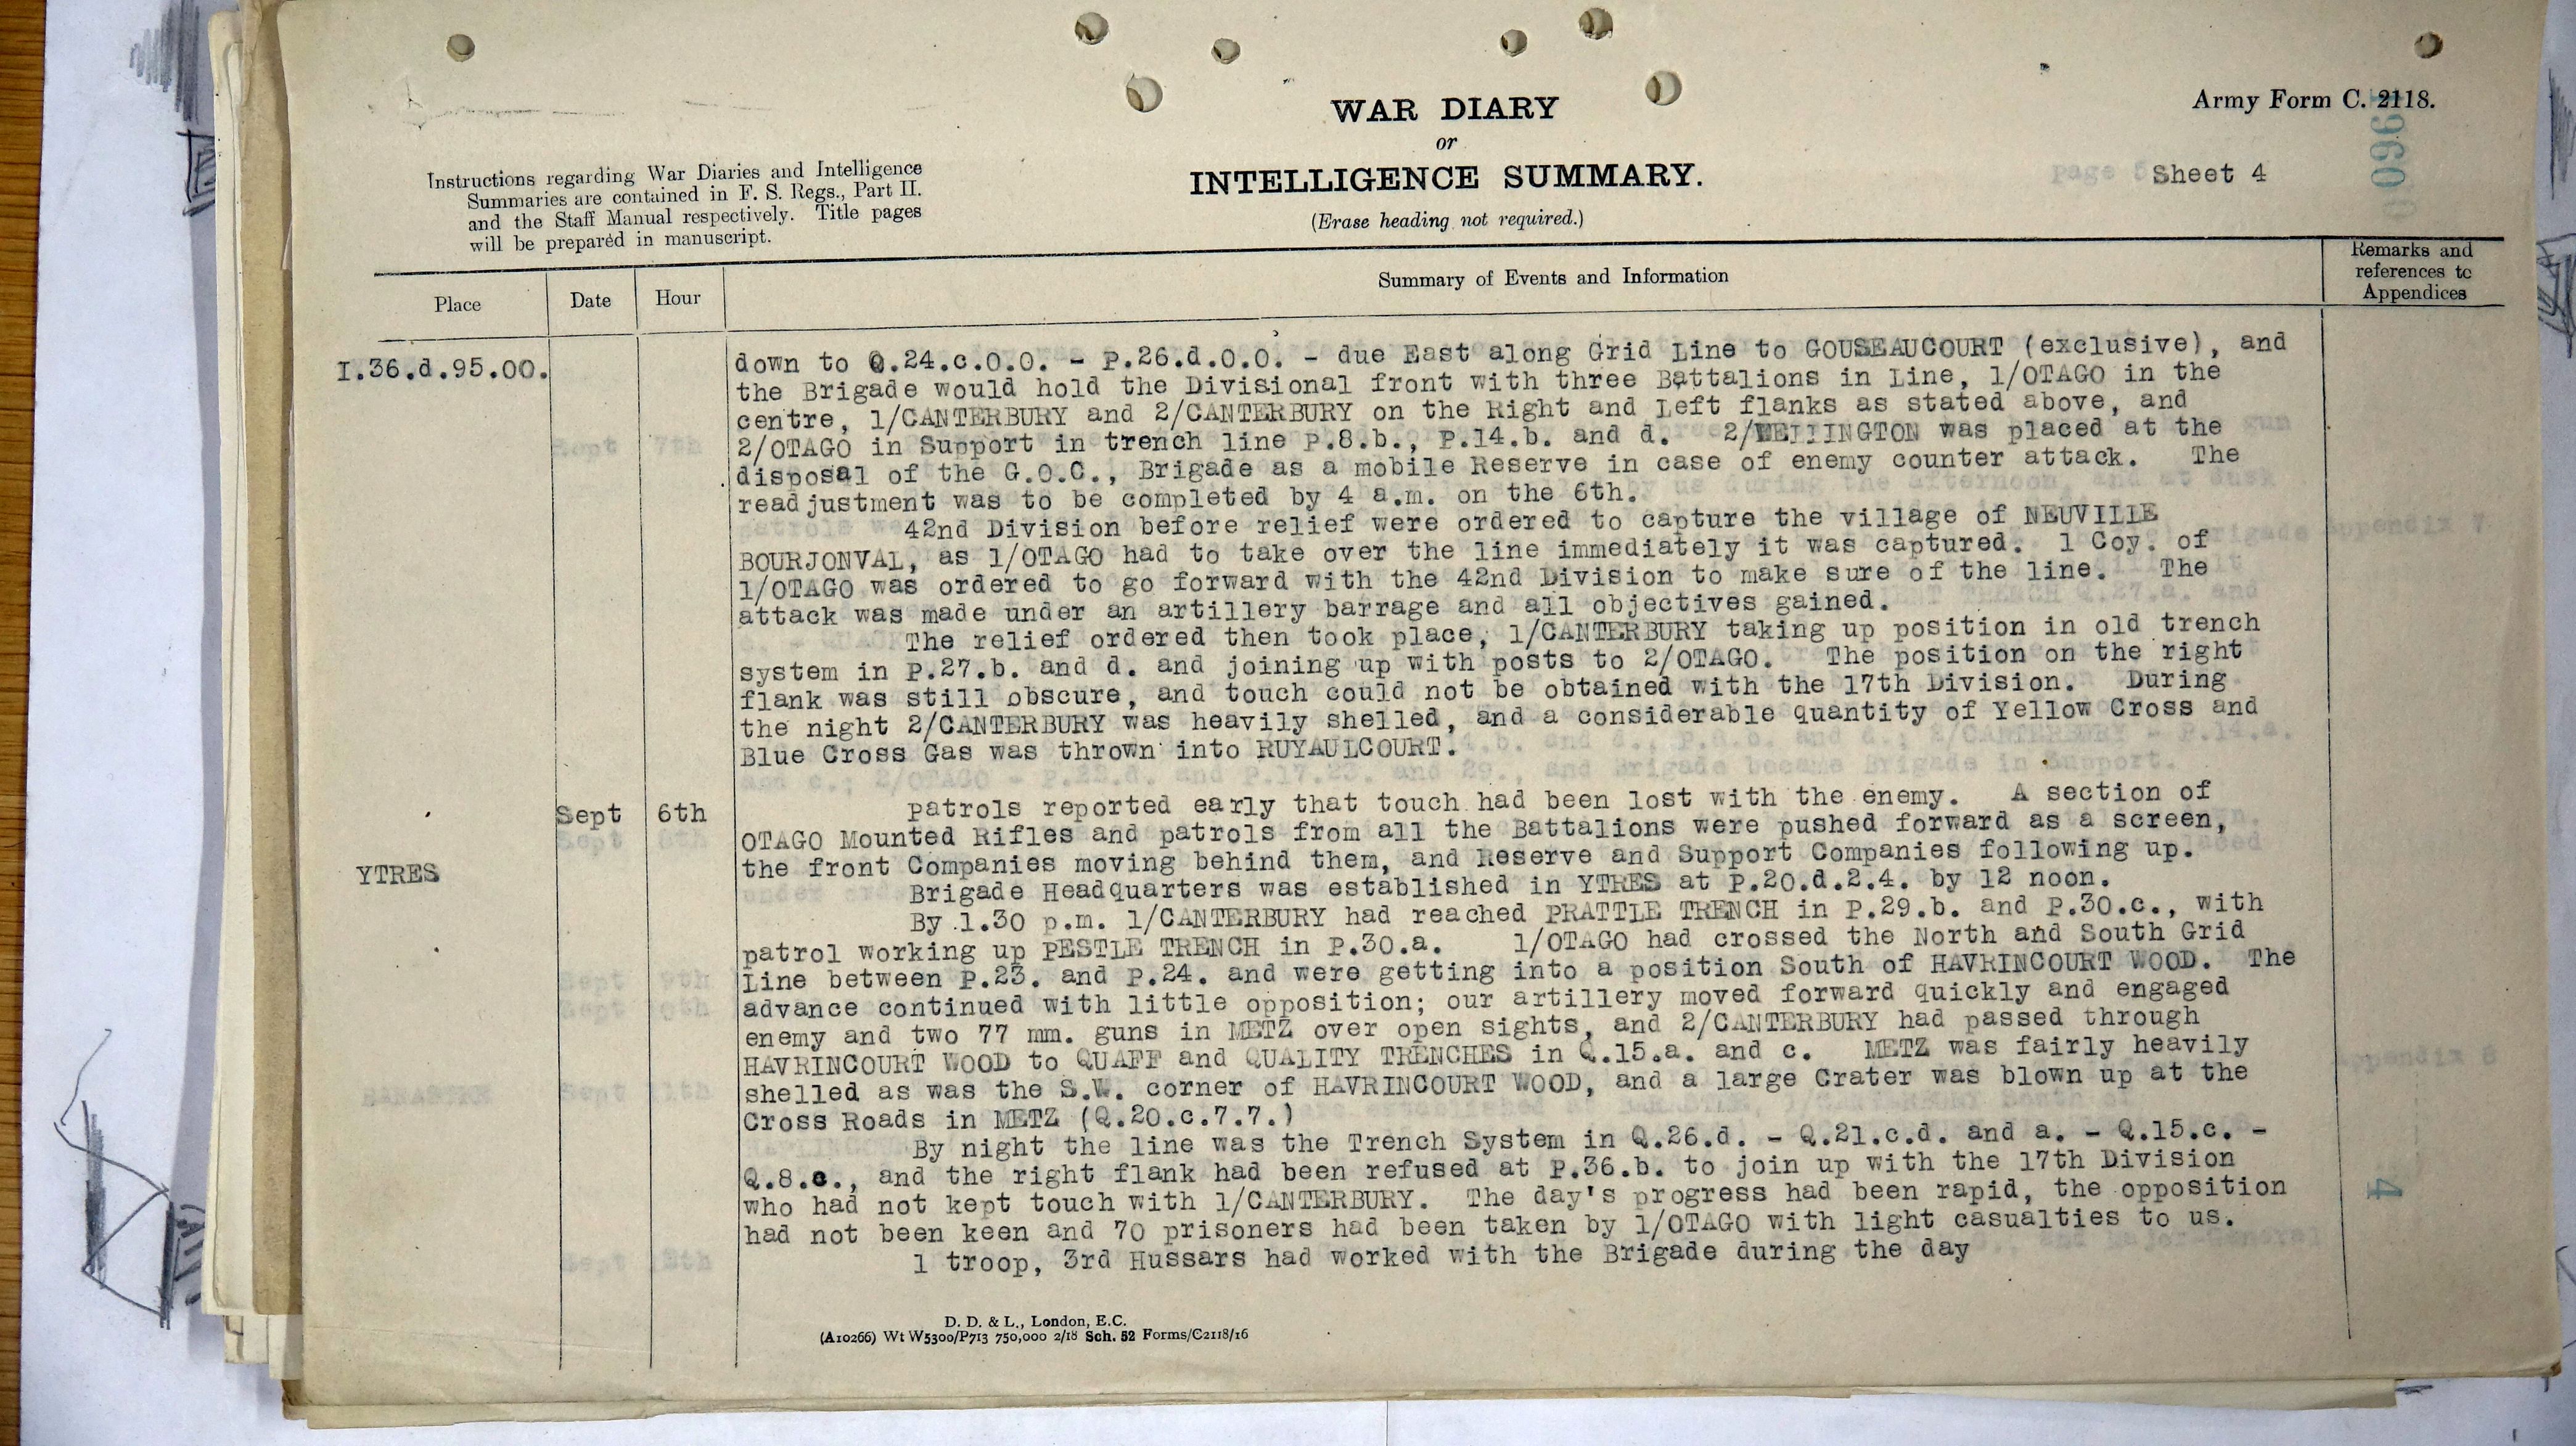 WAR DIARY
or
INTELLIGENCE SUMMARY.
(Erase heading not required.)
Army Form C. 2118.
Sheet 4
Instructions regarding War Diaries and Intelligence
Summaries are contained in F. S. Regs., Part II.
and the Staff Manual respectively. Title pages
will be prepared in manuscript.
Place
Date
Hour
Summary of Events and Information
Remarks and
references to
Appendices
I.36.d.95.00.
down to Q.24.c.0.0. - P.26.d.0.0. - due East along Grid Line to GOUSEAUCOURT (exclusive), and
the Brigade would hold the Divisional front with three Battalions in Line, 1/OTAGO in the
centre, 1/CANTERBURY and 2/CANTERBURY on the Right and Left flanks as stated above, and
2/OTAGO in Support in trench line P.8.b., P.14.b. and d. 2/WELLINGTON was placed at the
disposal of the G.O.C., Brigade as a mobile Reserve in case of enemy counter attack. The
readjustment was to be completed by 4 a.m. on the 6th.
42nd Division before relief were ordered to capture the village of NEUVILLE
BOURJONVAL, as 1/OTAGO had to take over the line immediately it was captured. 1 Coy. of
1/OTAGO was ordered to go forward with the 42nd Division to make sure of the line. The
attack was made under an artillery barrage and all objectives gained.
The relief ordered then took place, 1/CANTERBURY taking up position in old trench
system in P.27.b. and d. and joining up with posts to 2/OTAGO. The position on the right
flank was still obscure, and touch could not be obtained with the 17th Division. During
the night 2/CANTERBURY was heavily shelled, and a considerable quantity of Yellow Cross and
Blue Cross Gas was thrown into RUYAULCOURT.
Sept 6th
Patrols reported early that touch had been lost with the enemy. A section of
OTAGO Mounted Rifles and patrols from all the Battalions were pushed forward as a screen,
the front Companies moving behind them, and Reserve and Support Companies following up.
YTRES
Brigade Headquarters was established in YTRES at P.20.d.2.4. by 12 noon.
By 1.30 p.m. 1/CANTERBURY had reached PRATTLE TRENCH in P.29.b. and P.30.c., with
patrol working up PESTLE TRENCH in P.30.a. 1/OTAGO had crossed the North and South Grid
Line between P.23. and P.24. and were getting into a position South of HAVRINCOURT WOOD. The
advance continued with little opposition; our artillery moved forward quickly and engaged
enemy and two 77 mm. guns in METZ over open sights, and 2/CANTERBURY had passed through
HAVRINCOURT WOOD to QUAFF and QUALITY TRENCHES in Q.15.a. and c. METZ was fairly heavily
shelled as was the S.W. corner of HAVRINCOURT WOOD, and a large Crater was blown up at the
Cross Roads in METZ (Q.20.c.7.7.)
By night the line was the Trench System in Q.26.d. - Q.21.c.d. and a. - Q.15.c. -
Q.8.c., and the right flank had been refused at P.36.b. to join up with the 17th Division
who had not kept touch with 1/CANTERBURY. The day's progress had been rapid, the opposition
had not been keen and 70 prisoners had been taken by 1/OTAGO with light casualties to us.
1 troop, 3rd Hussars had worked with the Brigade during the day
4
D. D. & L., London, E.C.
(A10266) Wt W5300/P713 750,000 2/18 Sch. 52 Forms/C2118/16